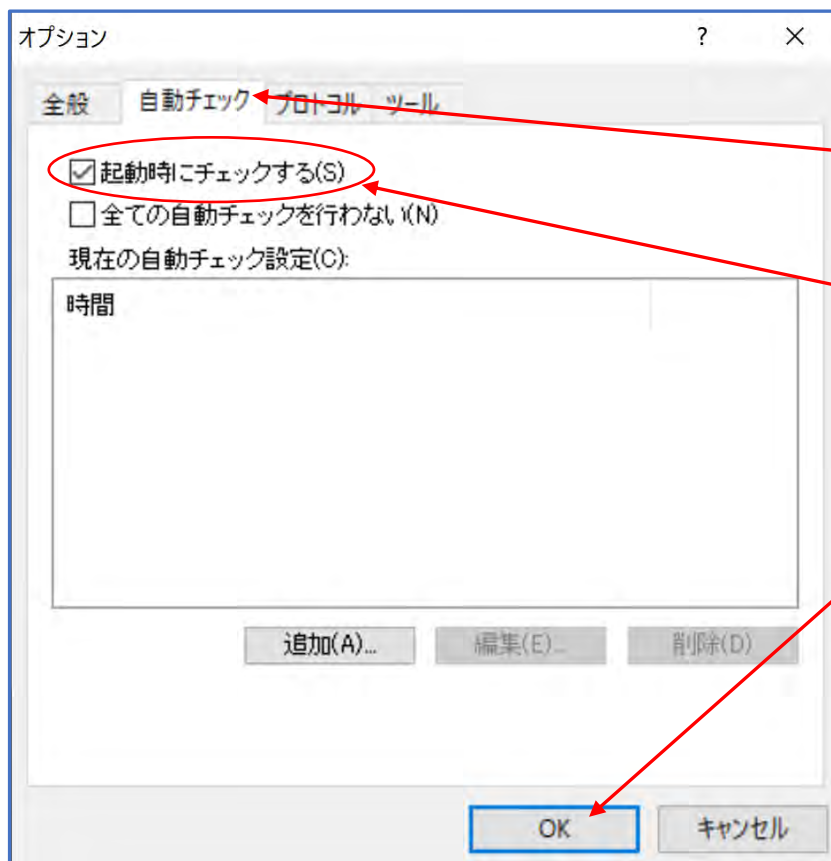 オプション ?
全般 自動チェック プロトコル ツール
起動時にチェックする(S)
全ての自動チェックを行わない(N)
現在の自動チェック設定(C):
時間
追加(A)... 編集(E)... 削除(D)
OK キャンセル